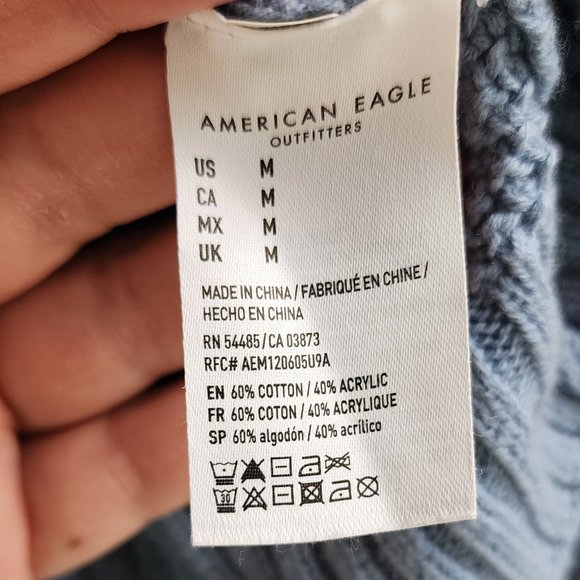 AMERICAN EAGLE
OUTFITTERS
US M
CA M
MX M
UK M
MADE IN CHINA / FABRIQUÉ EN CHINE /
HECHO EN CHINA
RN 54485 / CA 03873
RFC# AEM120605U9A
EN 60% COTTON / 40% ACRYLIC
FR 60% COTON / 40% ACRYLIQUE
SP 60% algodón / 40% acrílico
30